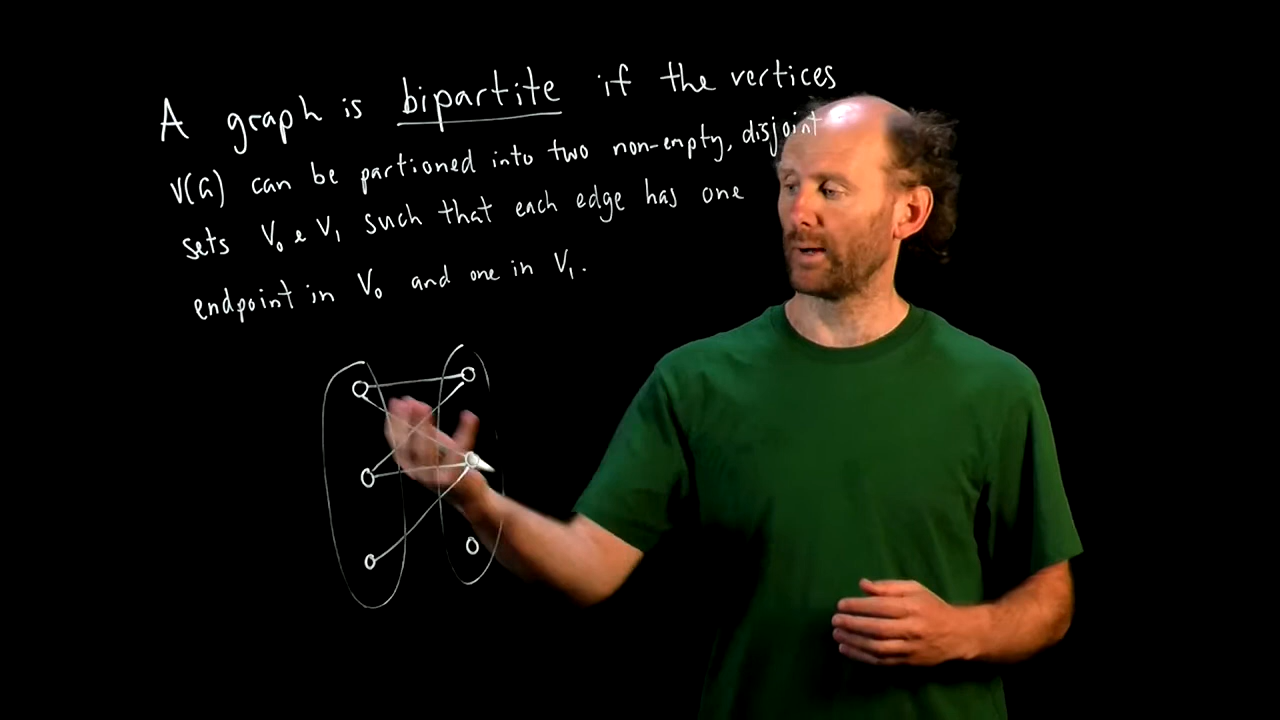 A graph is bipartite if the vertices
V(G) can be partioned into two non-empty, disjoint
sets V₀ & V₁ such that each edge has one
endpoint in V₀ and one in V₁.